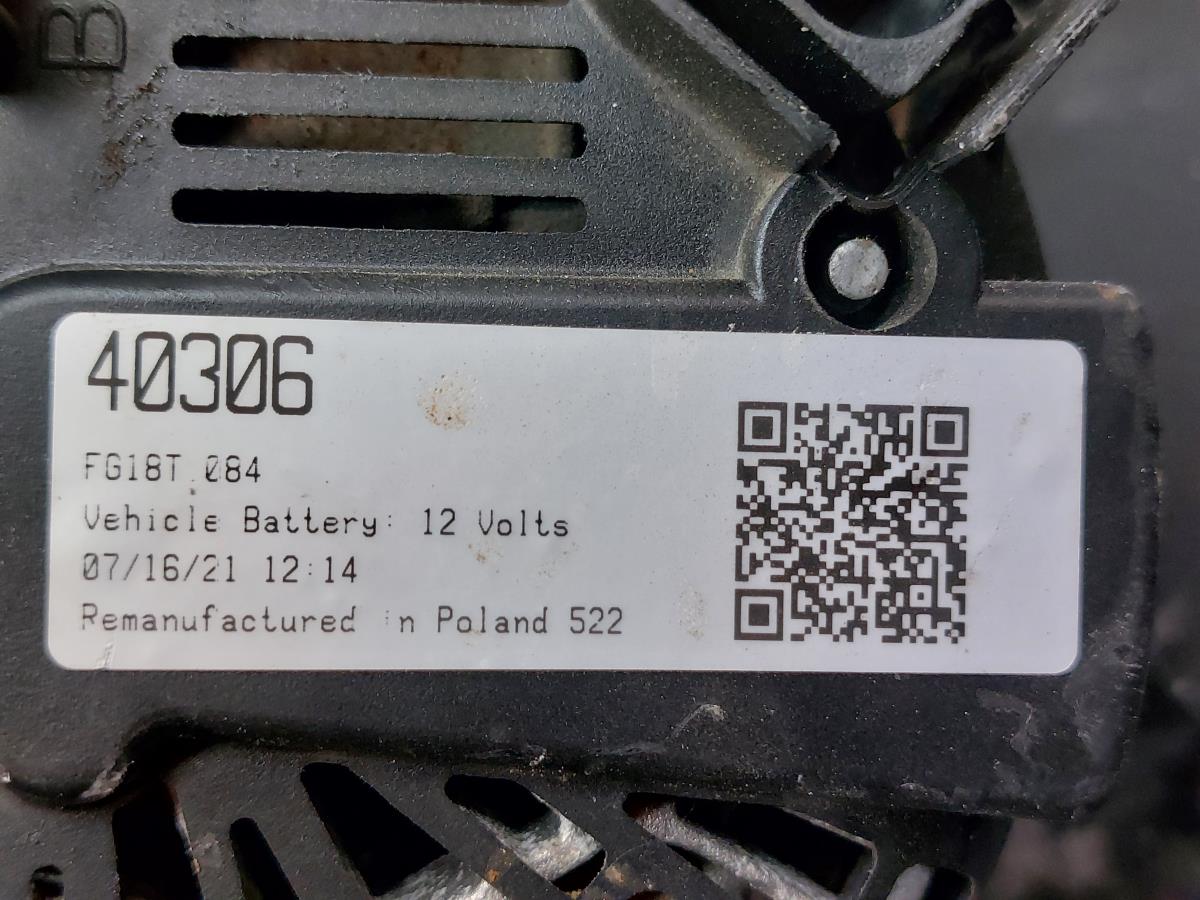 B
40306
FG18T.084
Vehicle Battery: 12 Volts
07/16/21 12:14
Remanufactured in Poland 522